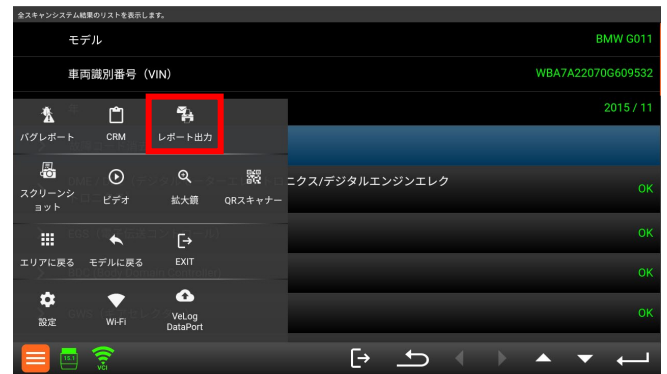 全スキャンシステム結果のリストを表示します。
モデル
BMW G011
車両識別番号（VIN）
WBA7A22070G609532
2015 / 11
バグレポート
CRM
レポート出力
スクリーンシ
ョット
ビデオ
拡大鏡
QRスキャナー
ニクス/デジタルエンジンエレク
OK
エリアに戻る
モデルに戻る
EXIT
OK
OK
設定
Wi-Fi
VeLog
DataPort
OK
15.1
VCI